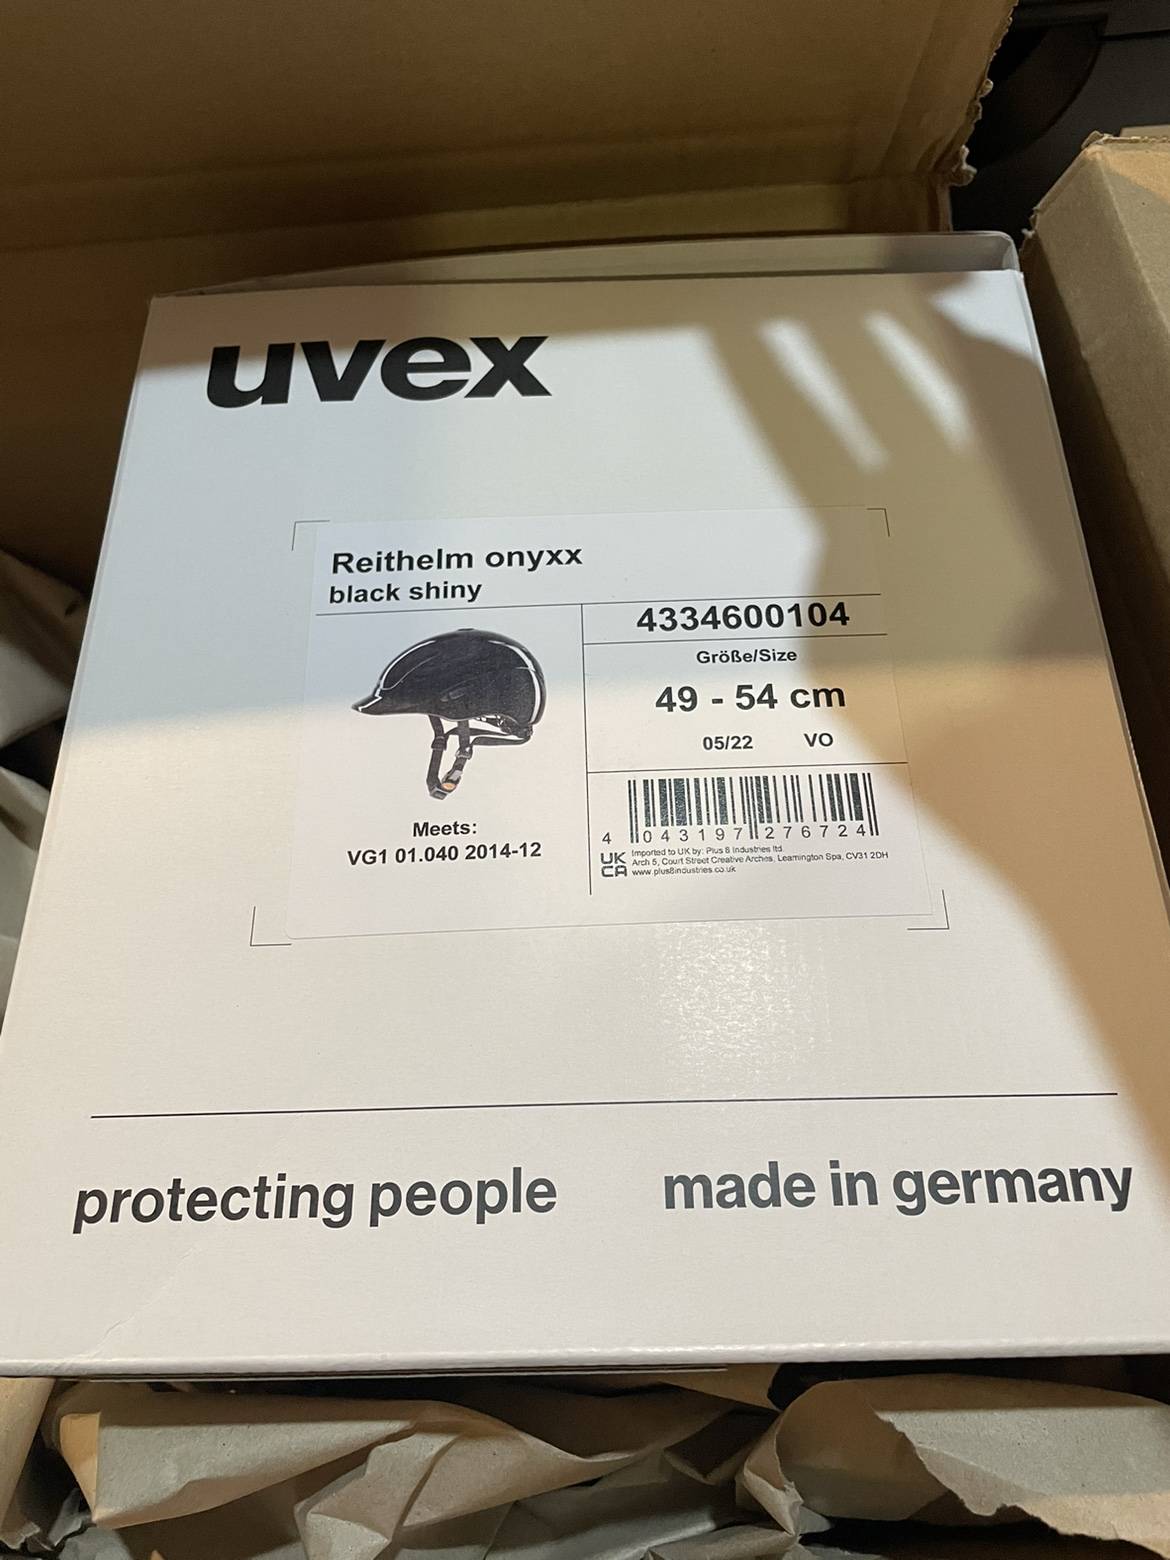 uvex
Reithelm onyxx
black shiny
4334600104
Größe/Size
49 - 54 cm
05/22 VO
Meets:
VG1 01.040 2014-12
4 043197 276724
UK
CA
Imported to UK by: Plus 8 Industries ltd.
Arch 5, Court Street Creative Arches, Leamington Spa, CV31 2DH
www.plus8industries.co.uk
protecting people
made in germany